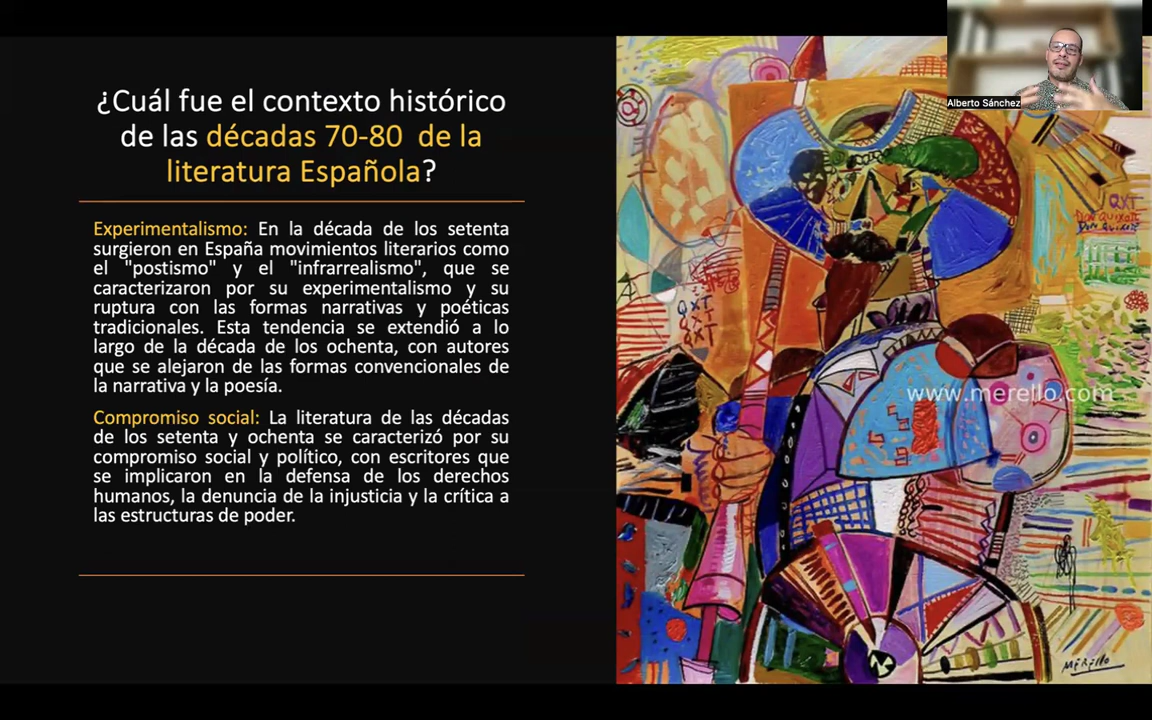 ¿Cuál fue el contexto histórico
de las décadas 70-80 de la
literatura Española?
Experimentalismo: En la década de los setenta
surgieron en España movimientos literarios como
el "postismo" y el "infrarrealismo", que se
caracterizaron por su experimentalismo y su
ruptura con las formas narrativas y poéticas
tradicionales. Esta tendencia se extendió a lo
largo de la década de los ochenta, con autores
que se alejaron de las formas convencionales de
la narrativa y la poesía.
Compromiso social: La literatura de las décadas
de los setenta y ochenta se caracterizó por su
compromiso social y político, con escritores que
se implicaron en la defensa de los derechos
humanos, la denuncia de la injusticia y la crítica a
las estructuras de poder.
Alberto Sánchez
QXT
DON QUIXOTE
DON QUIXOTE
QXT
QXT
QXT
www.merello.com
MERELLO